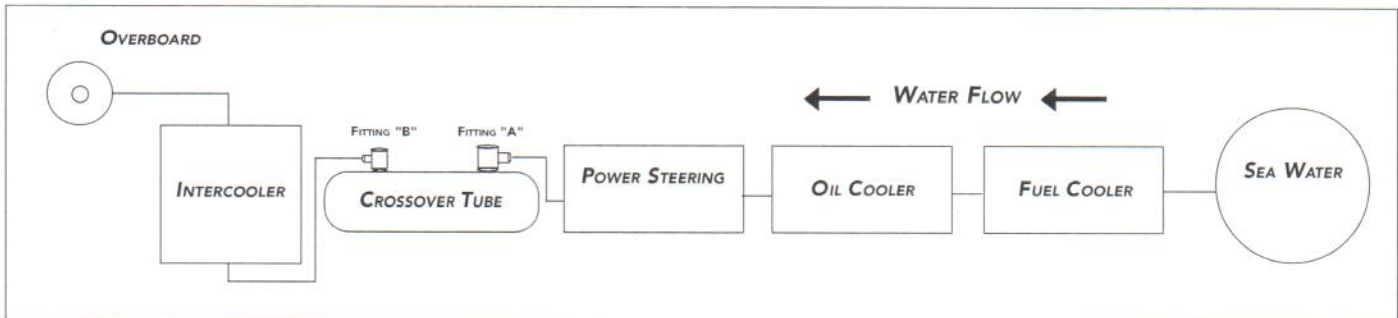 OVERBOARD
WATER FLOW
FITTING "B"
FITTING "A"
INTERCOOLER
CROSSOVER TUBE
POWER STEERING
OIL COOLER
FUEL COOLER
SEA WATER